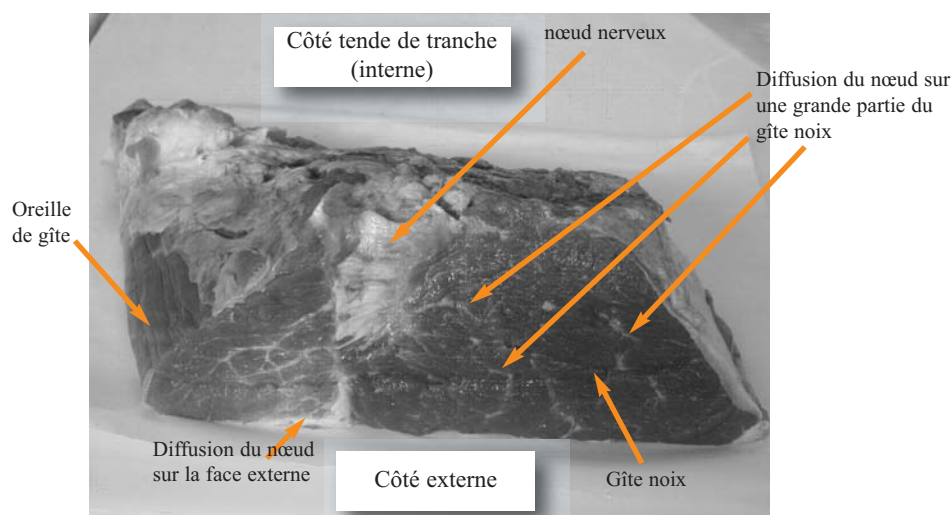 Côté tende de tranche
(interne)
nœud nerveux
Diffusion du nœud sur
une grande partie du
gîte noix
Oreille
de gîte
Diffusion du nœud
sur la face externe
Côté externe
Gîte noix